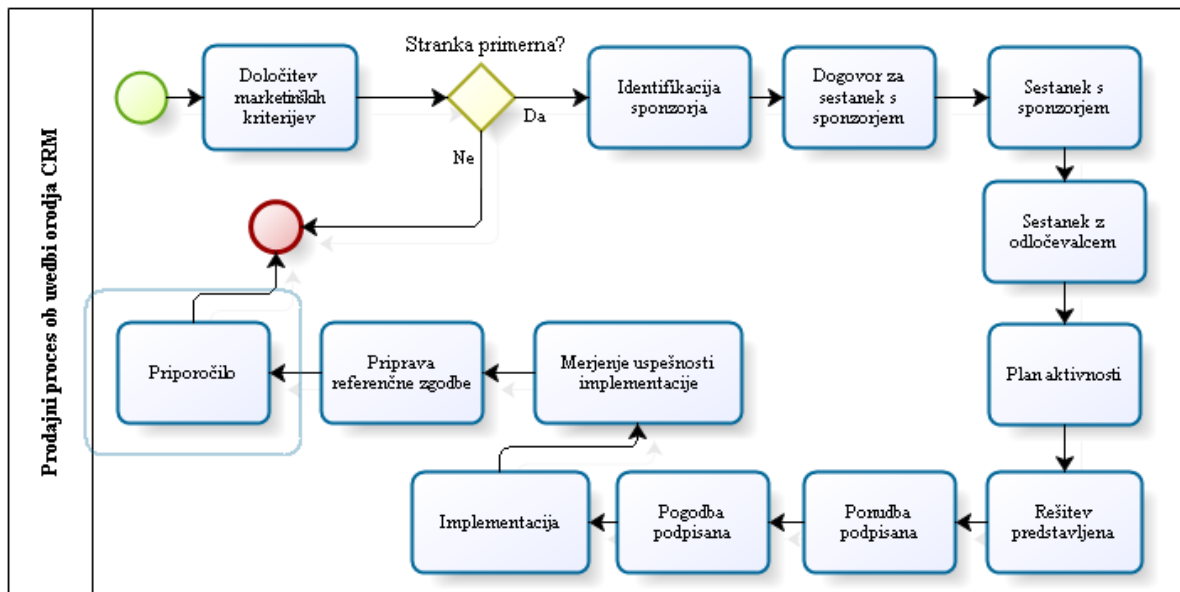 Prodajni proces ob uvedbi orodja CRM
Določitev
marketinških
kriterijev
Stranka primerna?
Da
Ne
Identifikacija
sponzorja
Dogovor za
sestanek s
sponzorjem
Sestanek s
sponzorjem
Sestanek z
odločevalcem
Plan aktivnosti
Rešitev
predstavljena
Ponudba
podpisana
Pogodba
podpisana
Implementacija
Merjenje uspešnosti
implementacije
Priprava
referenčne zgodbe
Priporočilo